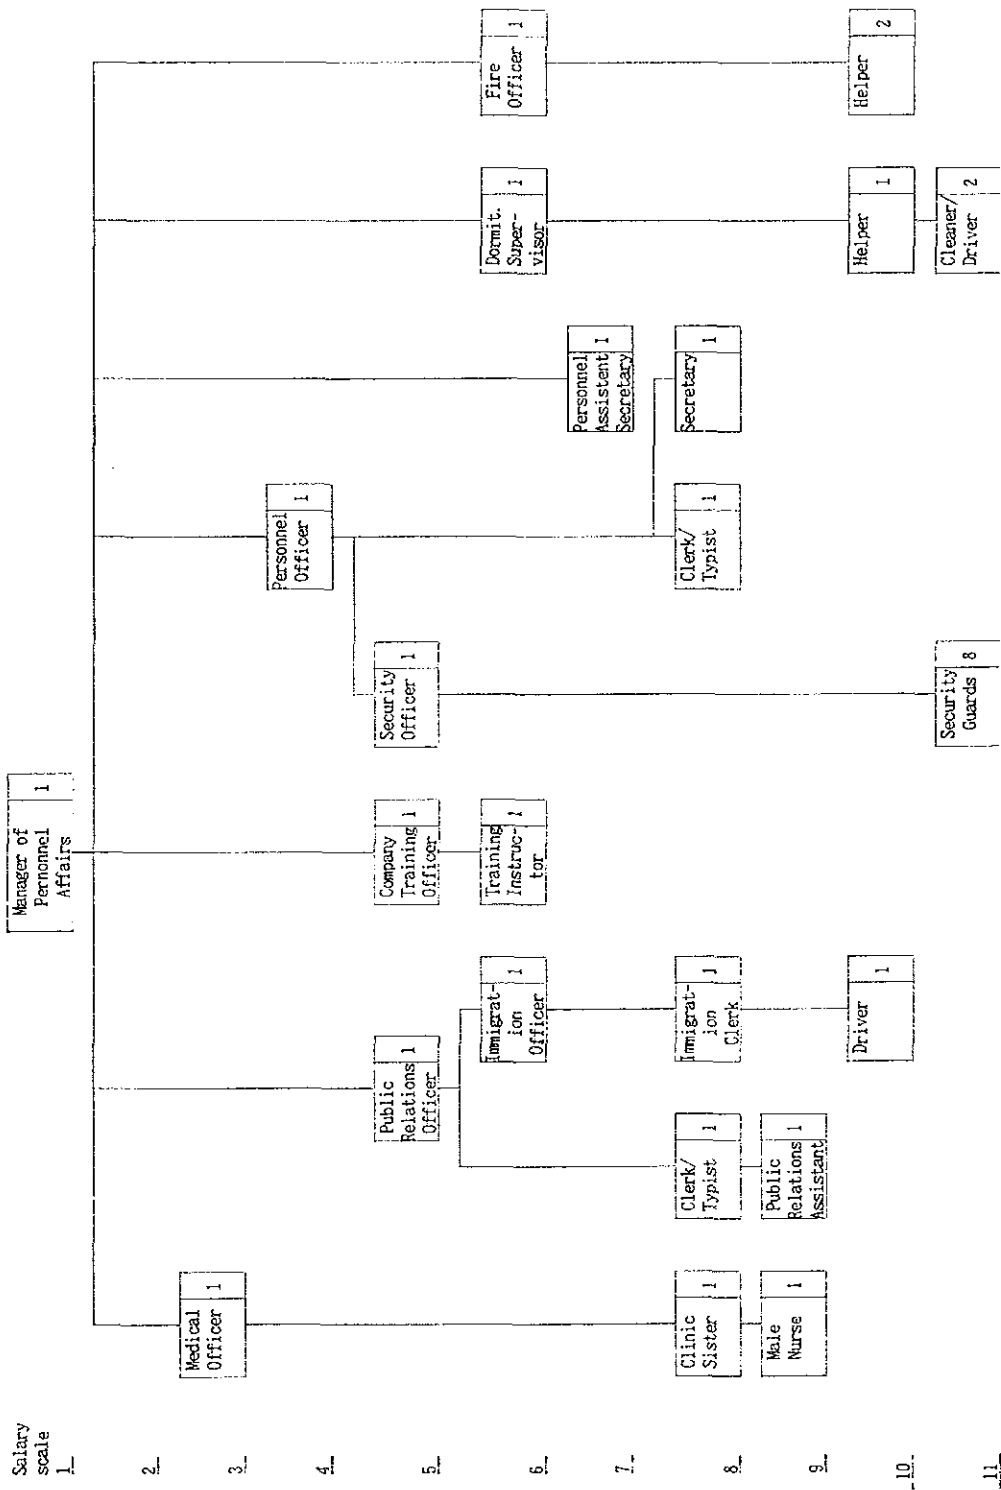 Salary
scale
1
2
3
4
5
6
7
8
9
10
11
Manager of
Pernonnel
Affairs
1
Medical
Officer
1
Clinic
Sister
1
Male
Nurse
1
Public
Relations
Officer
1
Clerk/
Typist
1
Public
Relations
Assistant
1
Immigrat-
ion
Officer
1
Immigrat-
ion
Clerk
1
Driver
1
Company
Training
Officer
1
Training
Instruc-
tor
1
Personnel
Officer
1
Security
Officer
1
Security
Guards
8
Clerk/
Typist
1
Secretary
1
Personnel
Assistent
Secretary
1
Dormit.
Super-
visor
1
Helper
1
Cleaner/
Driver
2
Fire
Officer
1
Helper
2